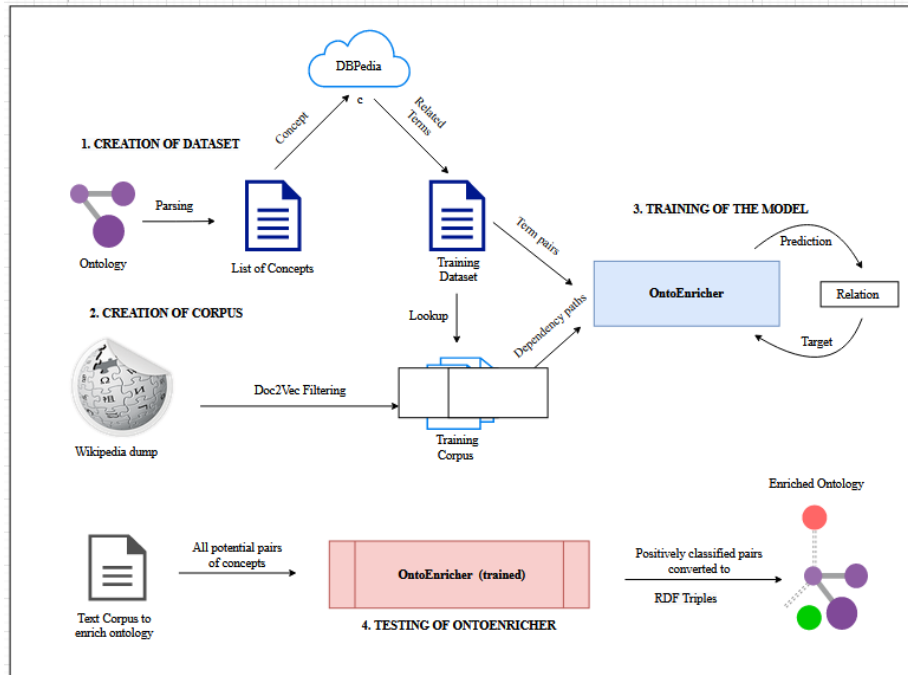 DBPedia
c
Concept
Related
Terms
1. CREATION OF DATASET
Parsing
Ontology
List of Concepts
Training
Dataset
Term pairs
3. TRAINING OF THE MODEL
Prediction
OntoEnricher
Relation
Target
2. CREATION OF CORPUS
Lookup
Dependency paths
Doc2Vec Filtering
Wikipedia dump
Training
Corpus
Enriched Ontology
All potential pairs
of concepts
OntoEnricher (trained)
Positively classified pairs
converted to
RDF Triples
Text Corpus to
enrich ontology
4. TESTING OF ONTOENRICHER